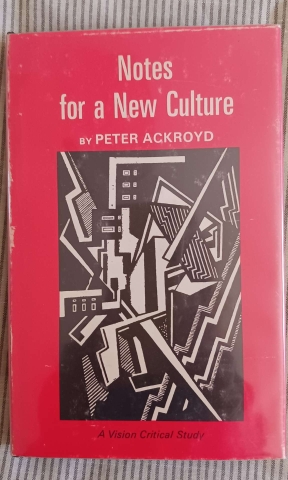 Notes
for a New Culture
BY PETER ACKROYD
A Vision Critical Study